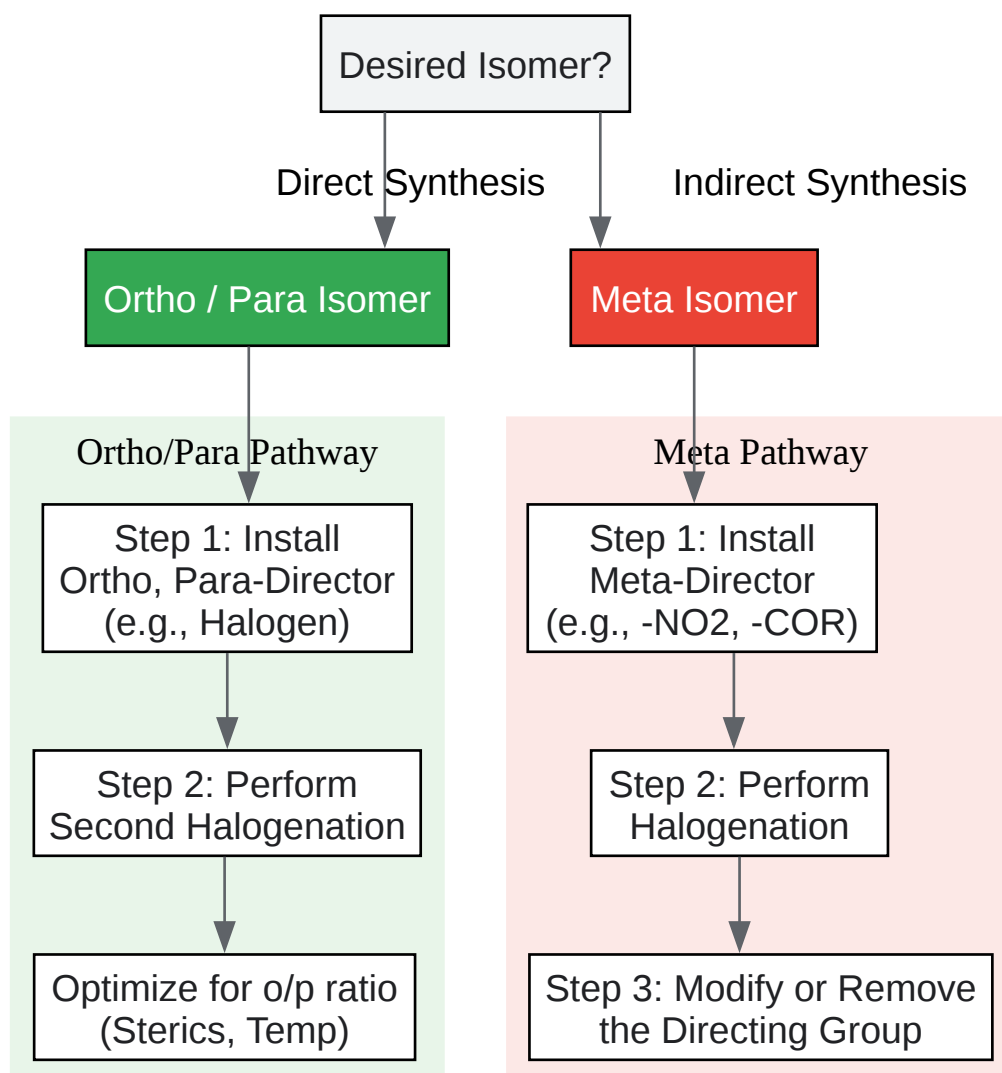 Desired Isomer?
Direct Synthesis
Indirect Synthesis
Ortho / Para Isomer
Meta Isomer
Ortho/Para Pathway
Step 1: Install
Ortho, Para-Director
(e.g., Halogen)
Step 2: Perform
Second Halogenation
Optimize for o/p ratio
(Sterics, Temp)
Meta Pathway
Step 1: Install
Meta-Director
(e.g., -NO2, -COR)
Step 2: Perform
Halogenation
Step 3: Modify or Remove
the Directing Group